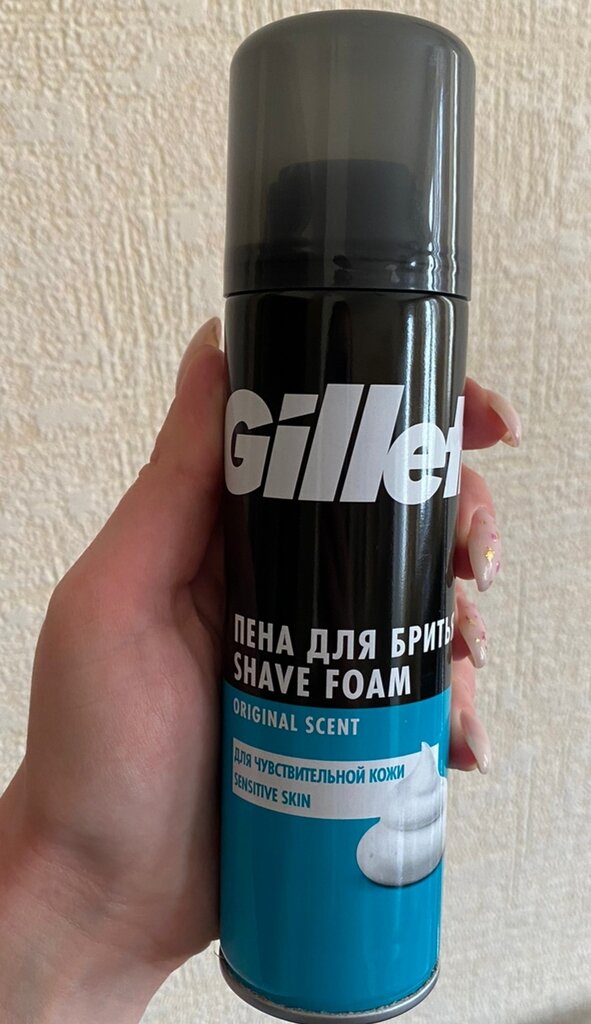 Gillet
ПЕНА ДЛЯ БРИТЬ
SHAVE FOAM
ORIGINAL SCENT
ДЛЯ ЧУВСТВИТЕЛЬНОЙ КОЖИ
SENSITIVE SKIN